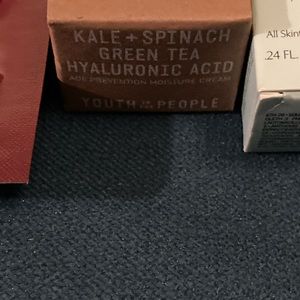 KALE + SPINACH
GREEN TEA
HYALURONIC ACID
AGE PREVENTION MOISTURE CREAM
YOUTH TO THE PEOPLE
All Skin
.24 FL.